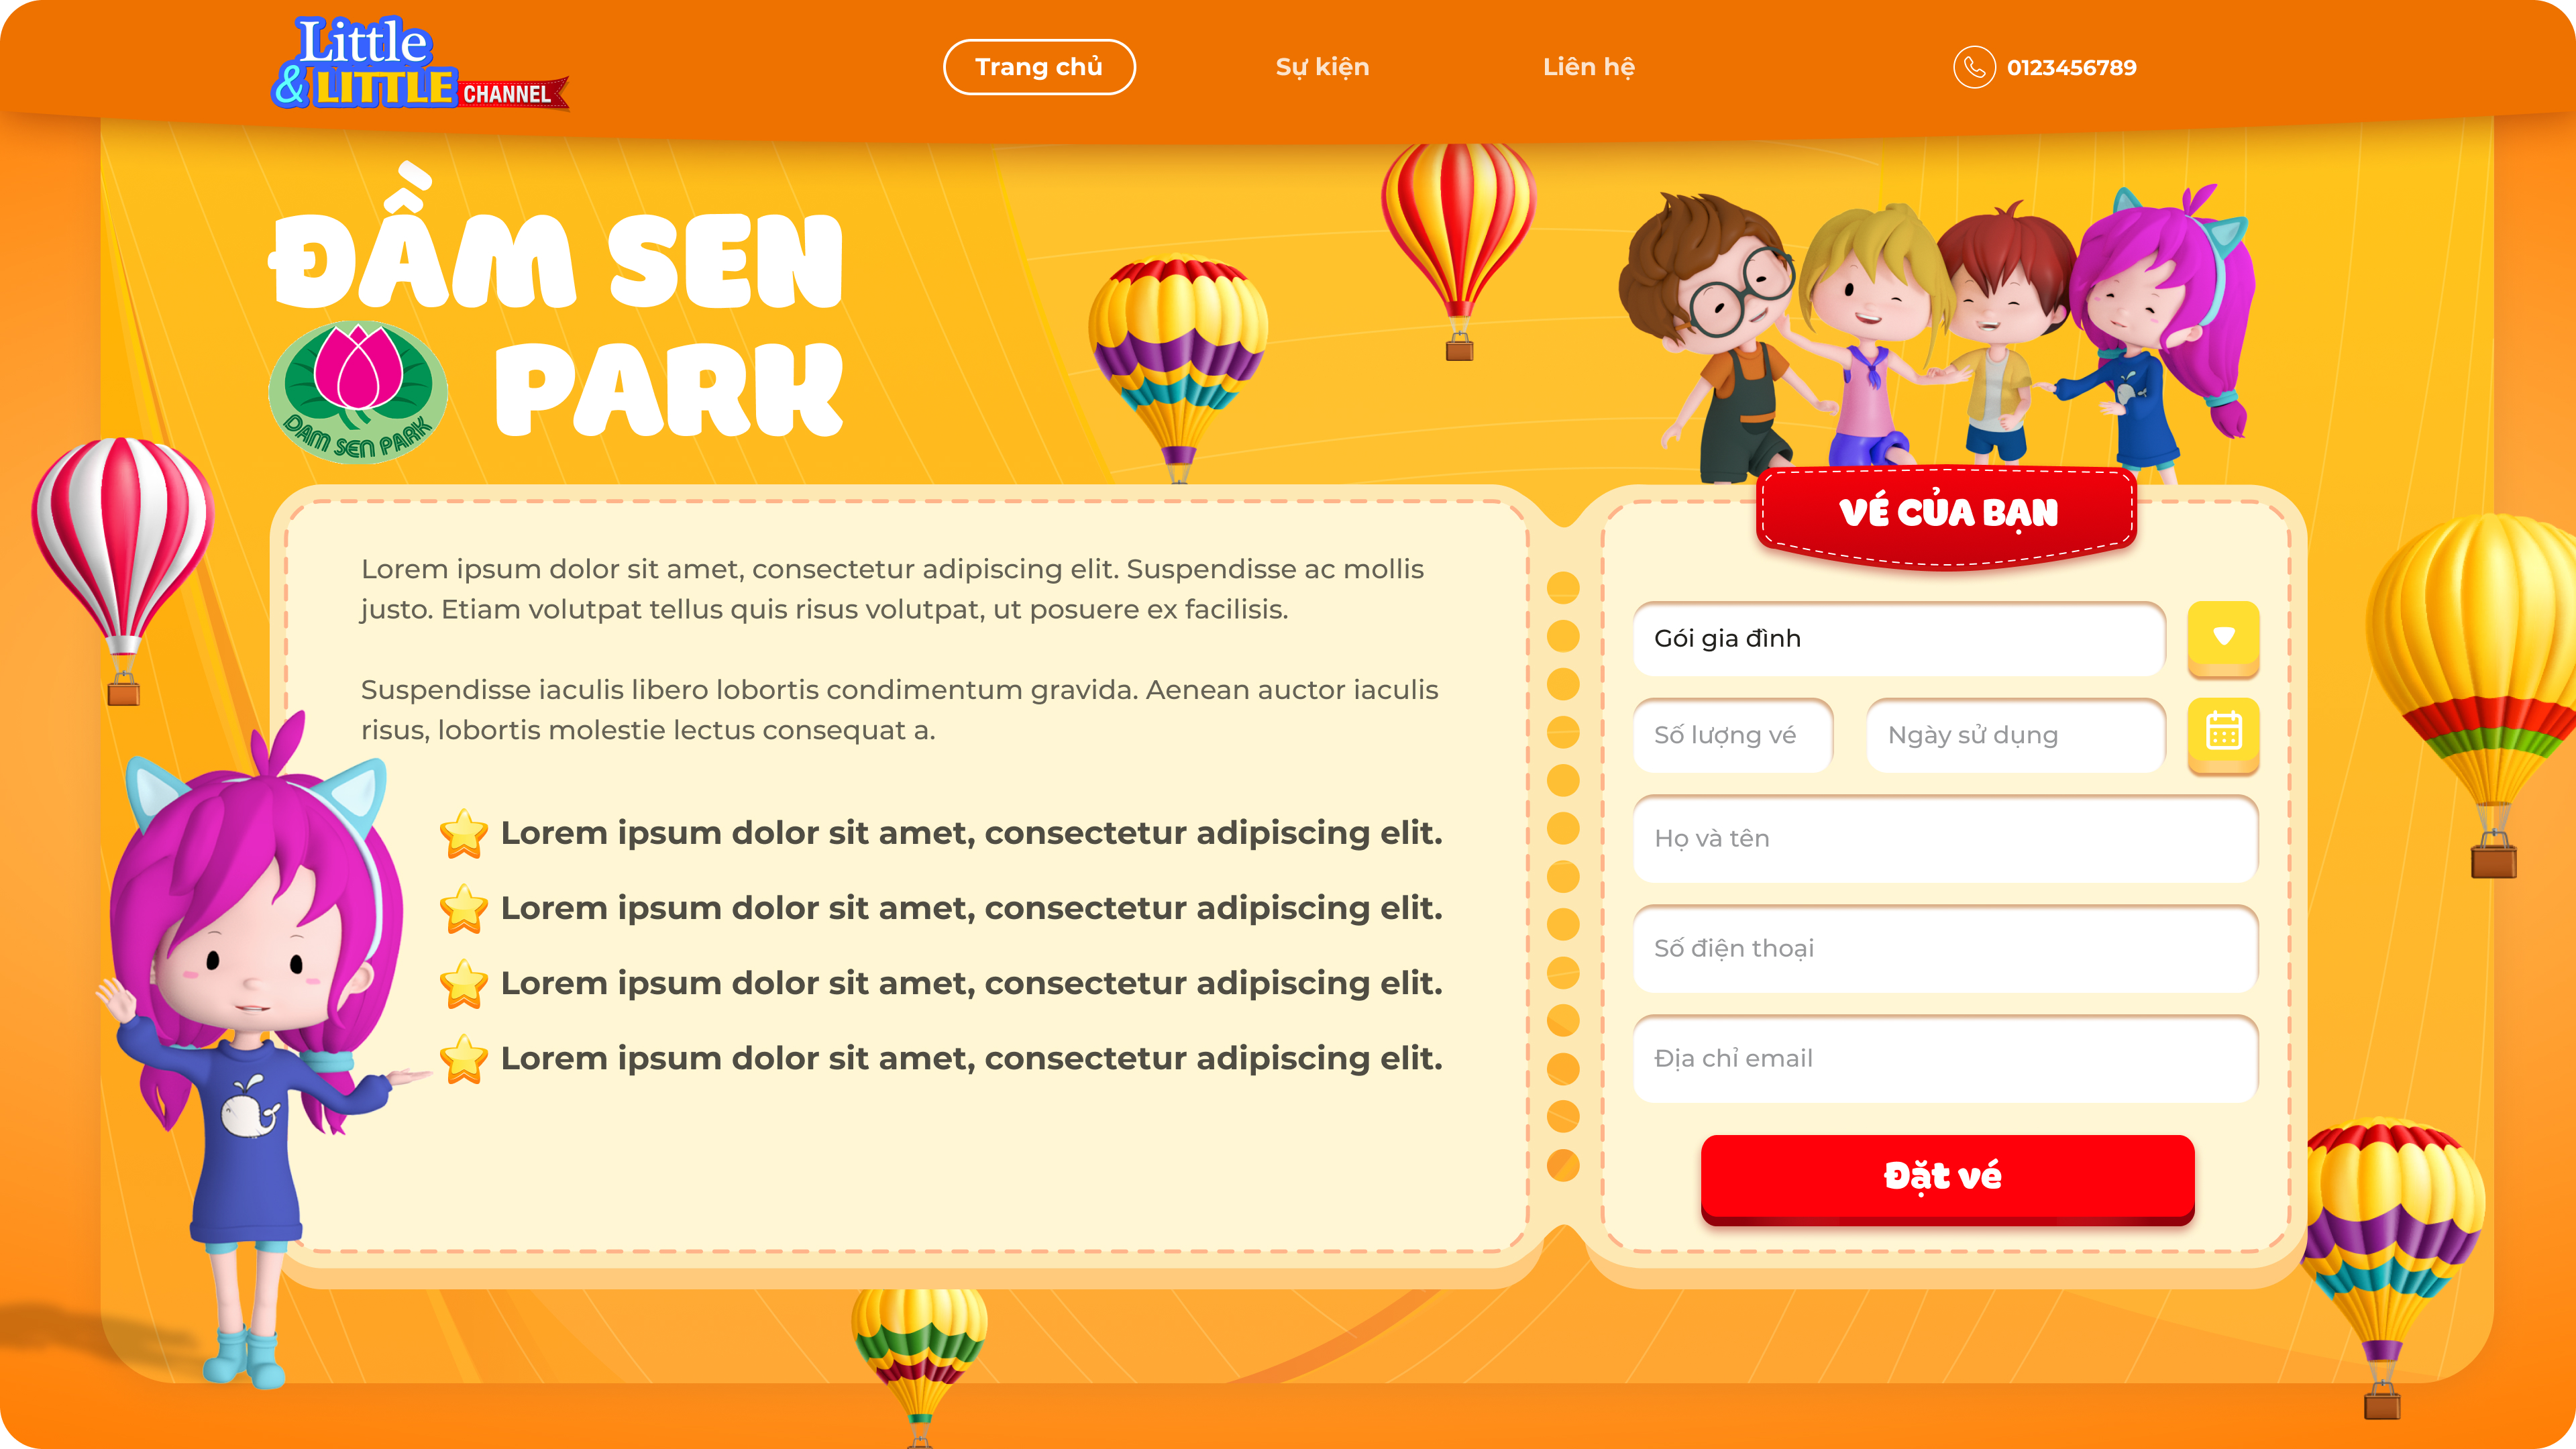 Little
& LITTLE CHANNEL
Trang chủ
Sự kiện
Liên hệ
0123456789
ĐẦM SEN
PARK
DAM SEN PARK
Lorem ipsum dolor sit amet, consectetur adipiscing elit. Suspendisse ac mollis
justo. Etiam volutpat tellus quis risus volutpat, ut posuere ex facilisis.
Suspendisse iaculis libero lobortis condimentum gravida. Aenean auctor iaculis
risus, lobortis molestie lectus consequat a.
Lorem ipsum dolor sit amet, consectetur adipiscing elit.
Lorem ipsum dolor sit amet, consectetur adipiscing elit.
Lorem ipsum dolor sit amet, consectetur adipiscing elit.
Lorem ipsum dolor sit amet, consectetur adipiscing elit.
VÉ CỦA BẠN
Gói gia đình
Số lượng vé
Ngày sử dụng
Họ và tên
Số điện thoại
Địa chỉ email
Đặt vé